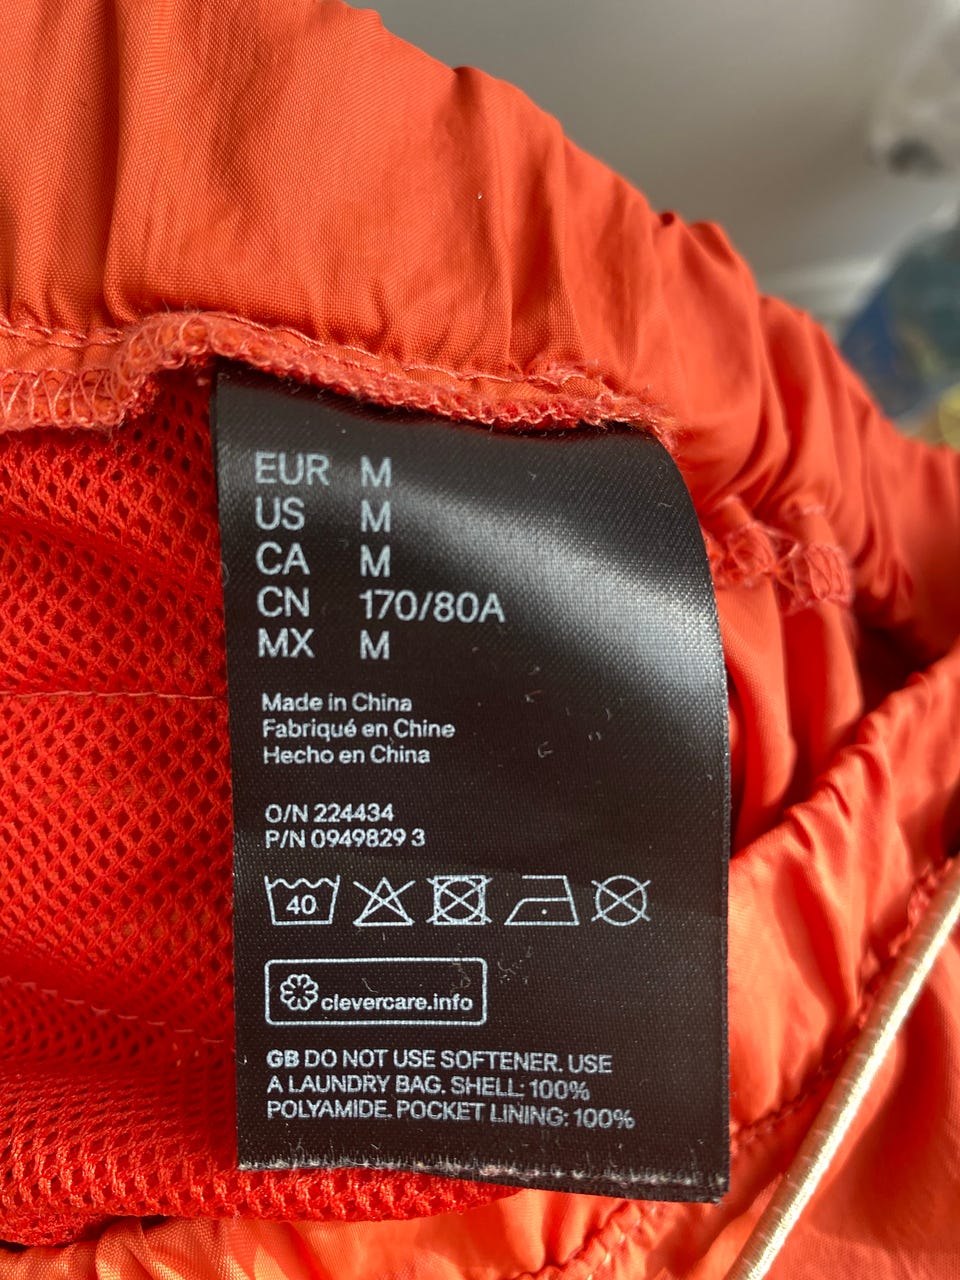 EUR M
US M
CA M
CN 170/80A
MX M
Made in China
Fabriqué en Chine
Hecho en China
O/N 224434
P/N 0949829 3
40
clevercare.info
GB DO NOT USE SOFTENER. USE
A LAUNDRY BAG. SHELL: 100%
POLYAMIDE. POCKET LINING: 100%